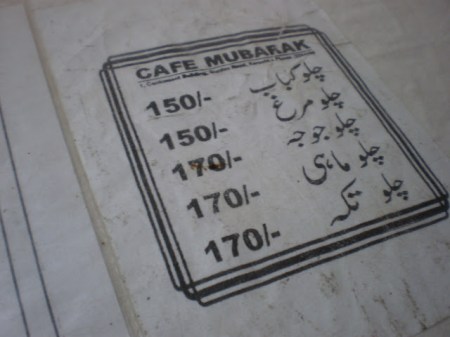 CAFE MUBARAK
150/- چلو کباب
150/- چلو مرغ
170/- چلو جوجہ
170/- چلو ماہی
170/- چلو تکہ